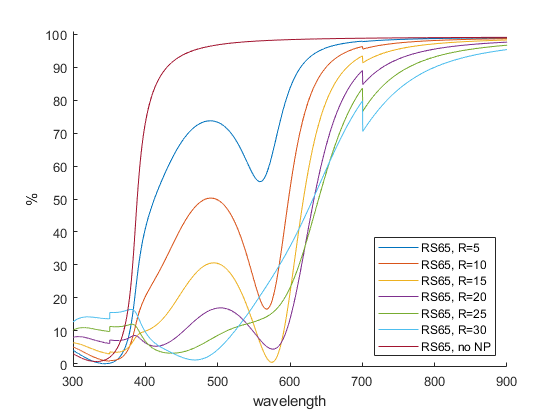 100
90
80
70
60
50
40
30
20
10
0
%
300 400 500 600 700 800 900
wavelength
RS65, R=5
RS65, R=10
RS65, R=15
RS65, R=20
RS65, R=25
RS65, R=30
RS65, no NP